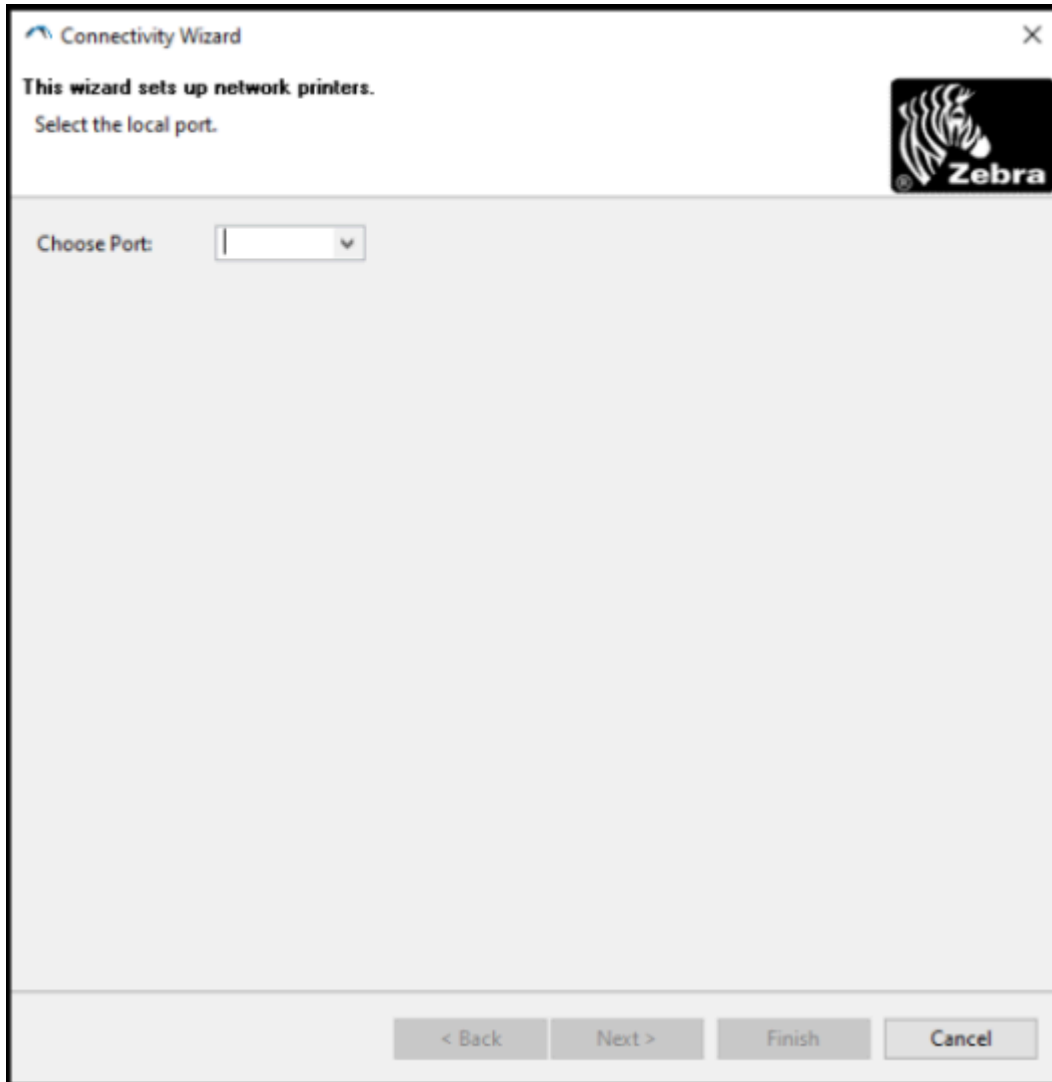 Connectivity Wizard
This wizard sets up network printers.
Select the local port.
® Zebra
Choose Port:
< Back Next > Finish Cancel